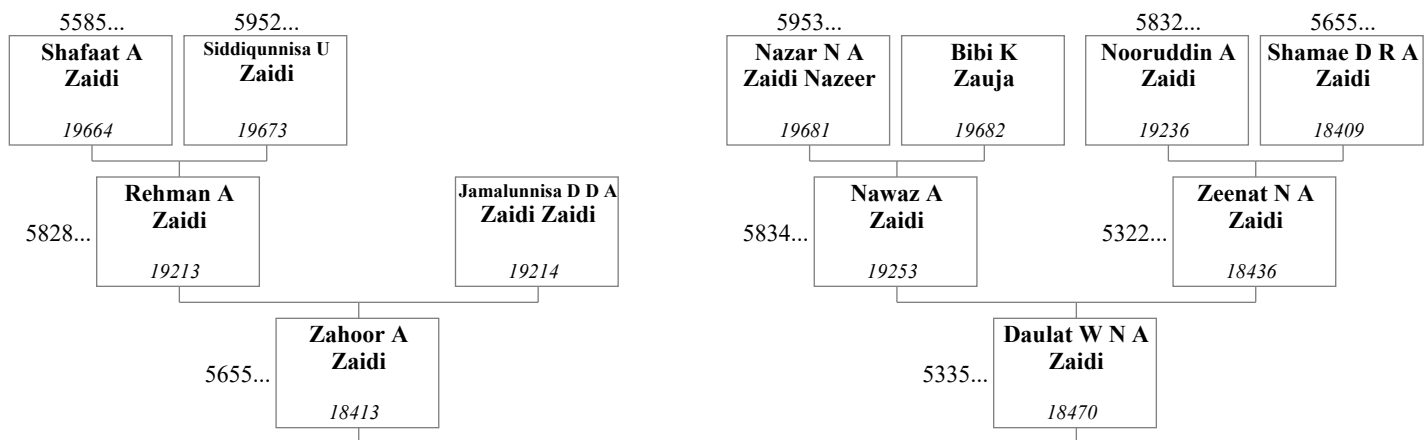 5585...
5952...
5953...
5832...
5655...
Shafaat A
Zaidi
19664
Siddiqunnisa U
Zaidi
19673
Nazar N A
Zaidi Nazeer
19681
Bibi K
Zauja
19682
Nooruddin A
Zaidi
19236
Shamae D R A
Zaidi
18409
5828...
Rehman A
Zaidi
19213
Jamalunnisa D D A
Zaidi Zaidi
19214
5834...
Nawaz A
Zaidi
19253
5322...
Zeenat N A
Zaidi
18436
5655...
Zahoor A
Zaidi
18413
5335...
Daulat W N A
Zaidi
18470